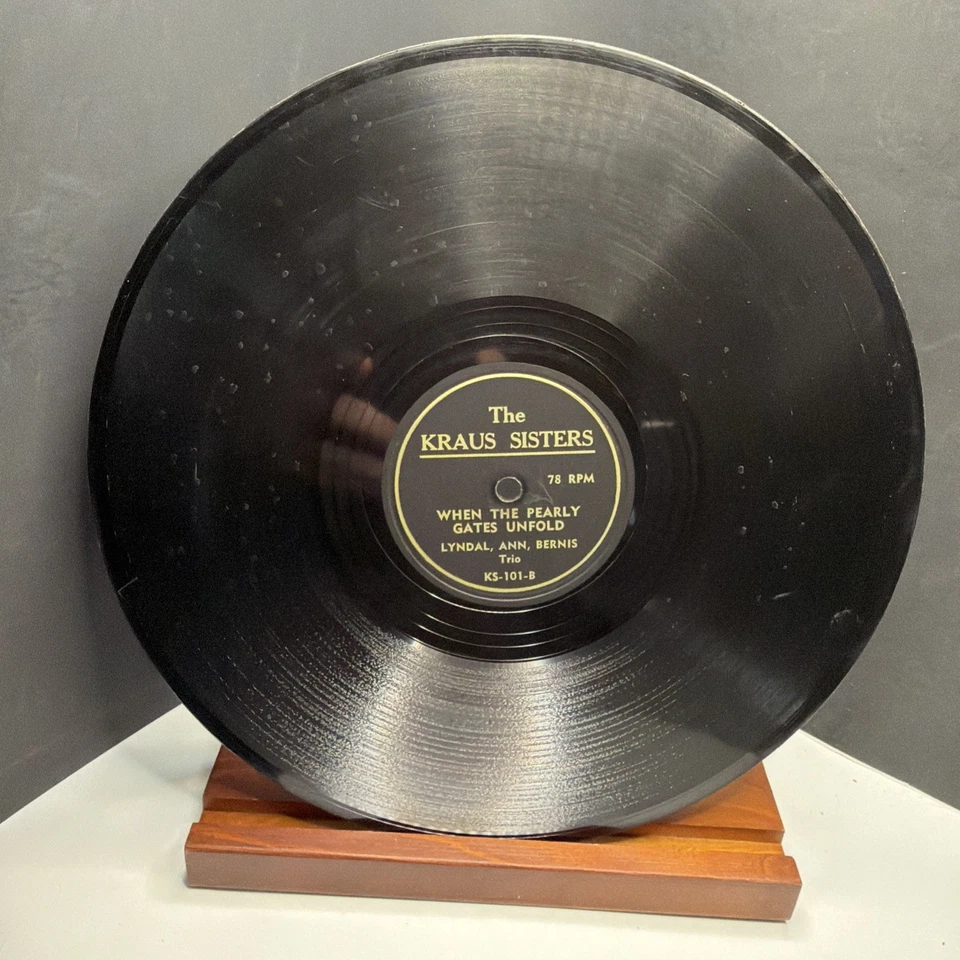 The
KRAUS SISTERS
78 RPM
WHEN THE PEARLY
GATES UNFOLD
LYNDAL, ANN, BERNIS
Trio
KS-101-B